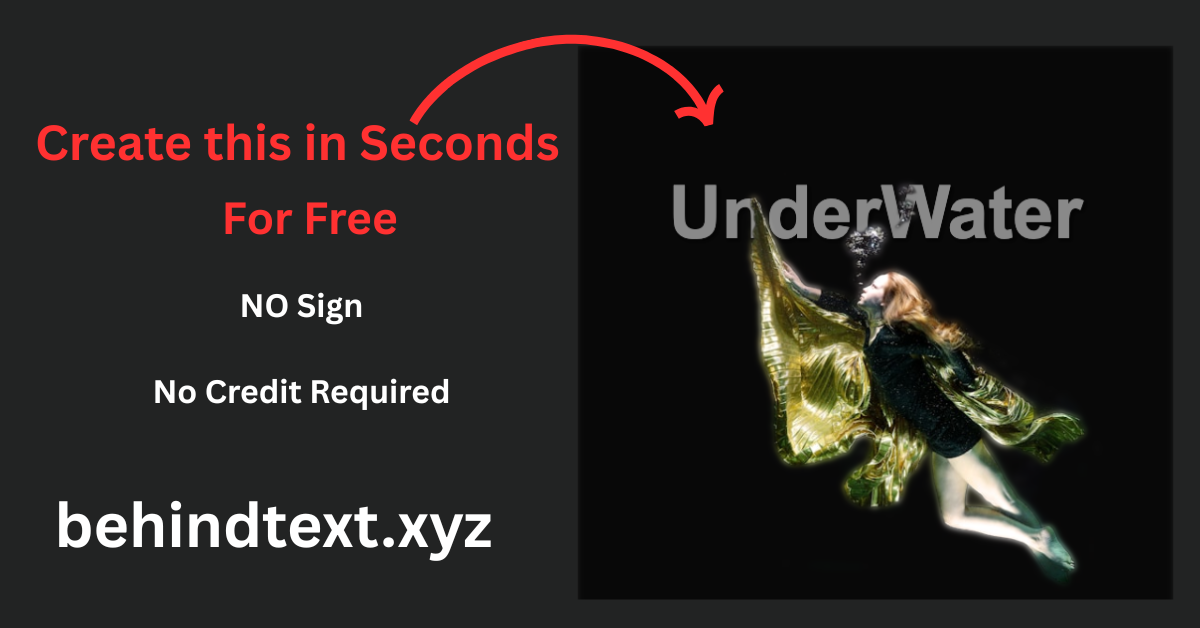 Create this in Seconds
For Free
NO Sign
No Credit Required
behindtext.xyz
UnderWater